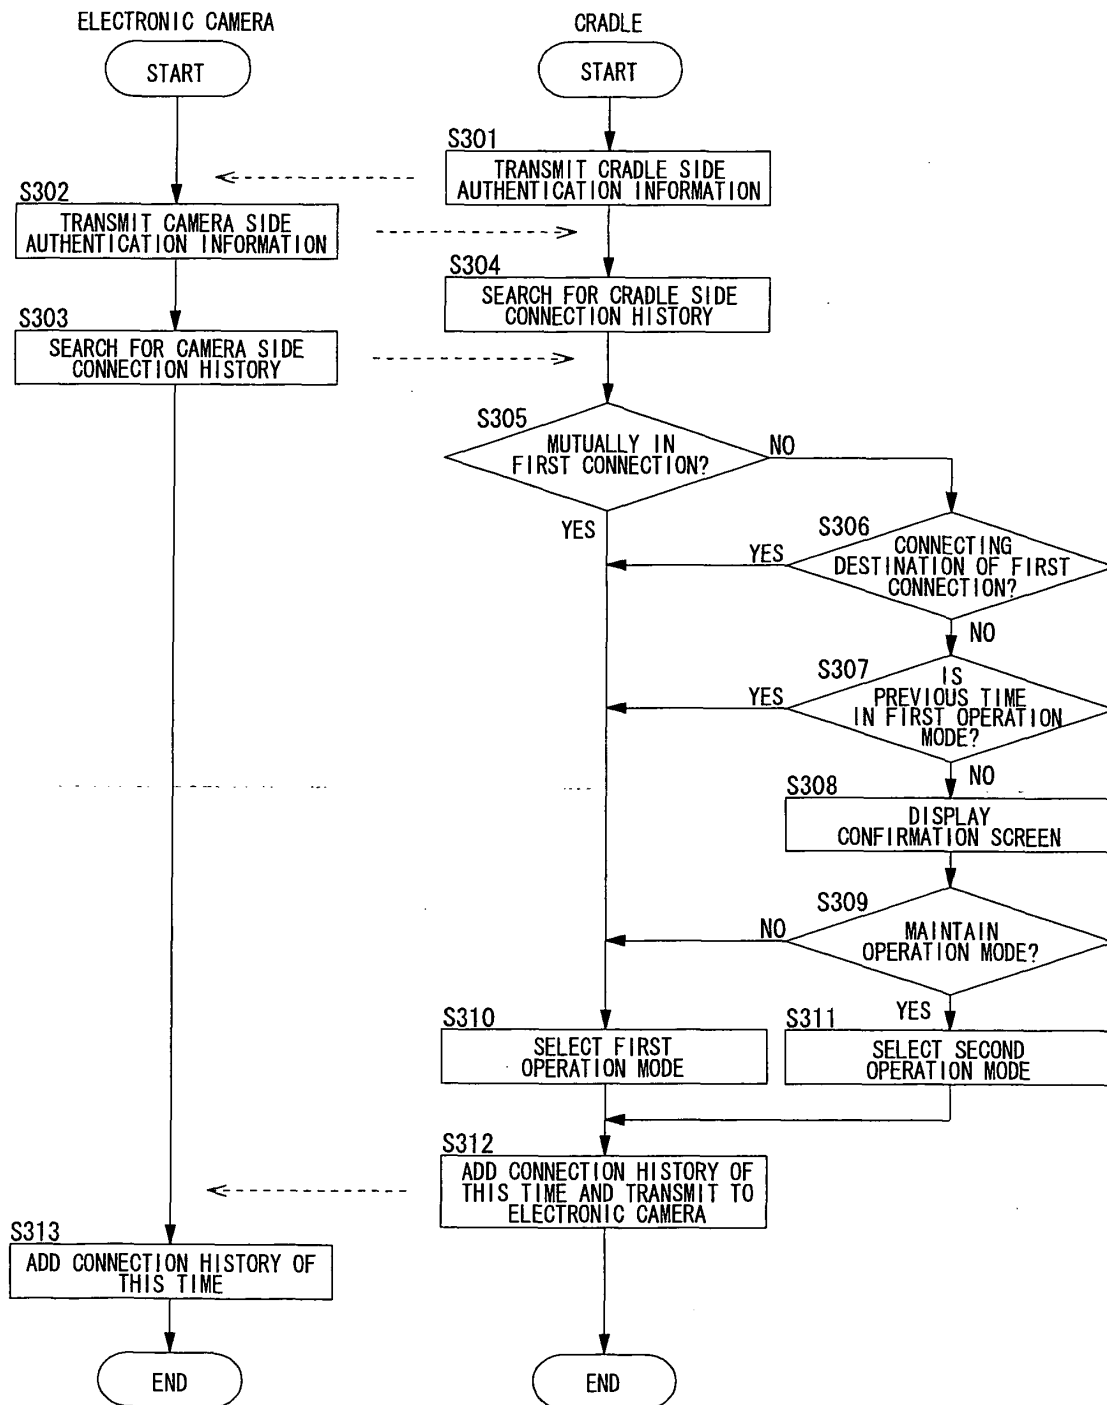 ELECTRONIC CAMERA
CRADLE
START
START
S301
TRANSMIT CRADLE SIDE
AUTHENTICATION INFORMATION
S302
TRANSMIT CAMERA SIDE
AUTHENTICATION INFORMATION
S304
SEARCH FOR CRADLE SIDE
CONNECTION HISTORY
S303
SEARCH FOR CAMERA SIDE
CONNECTION HISTORY
S305
MUTUALLY IN
FIRST CONNECTION?
NO
YES
S306
CONNECTING
DESTINATION OF FIRST
CONNECTION?
YES
NO
S307
IS
PREVIOUS TIME
IN FIRST OPERATION
MODE?
YES
NO
S308
DISPLAY
CONFIRMATION SCREEN
S309
MAINTAIN
OPERATION MODE?
NO
YES
S310
SELECT FIRST
OPERATION MODE
S311
SELECT SECOND
OPERATION MODE
S312
ADD CONNECTION HISTORY OF
THIS TIME AND TRANSMIT TO
ELECTRONIC CAMERA
S313
ADD CONNECTION HISTORY OF
THIS TIME
END
END